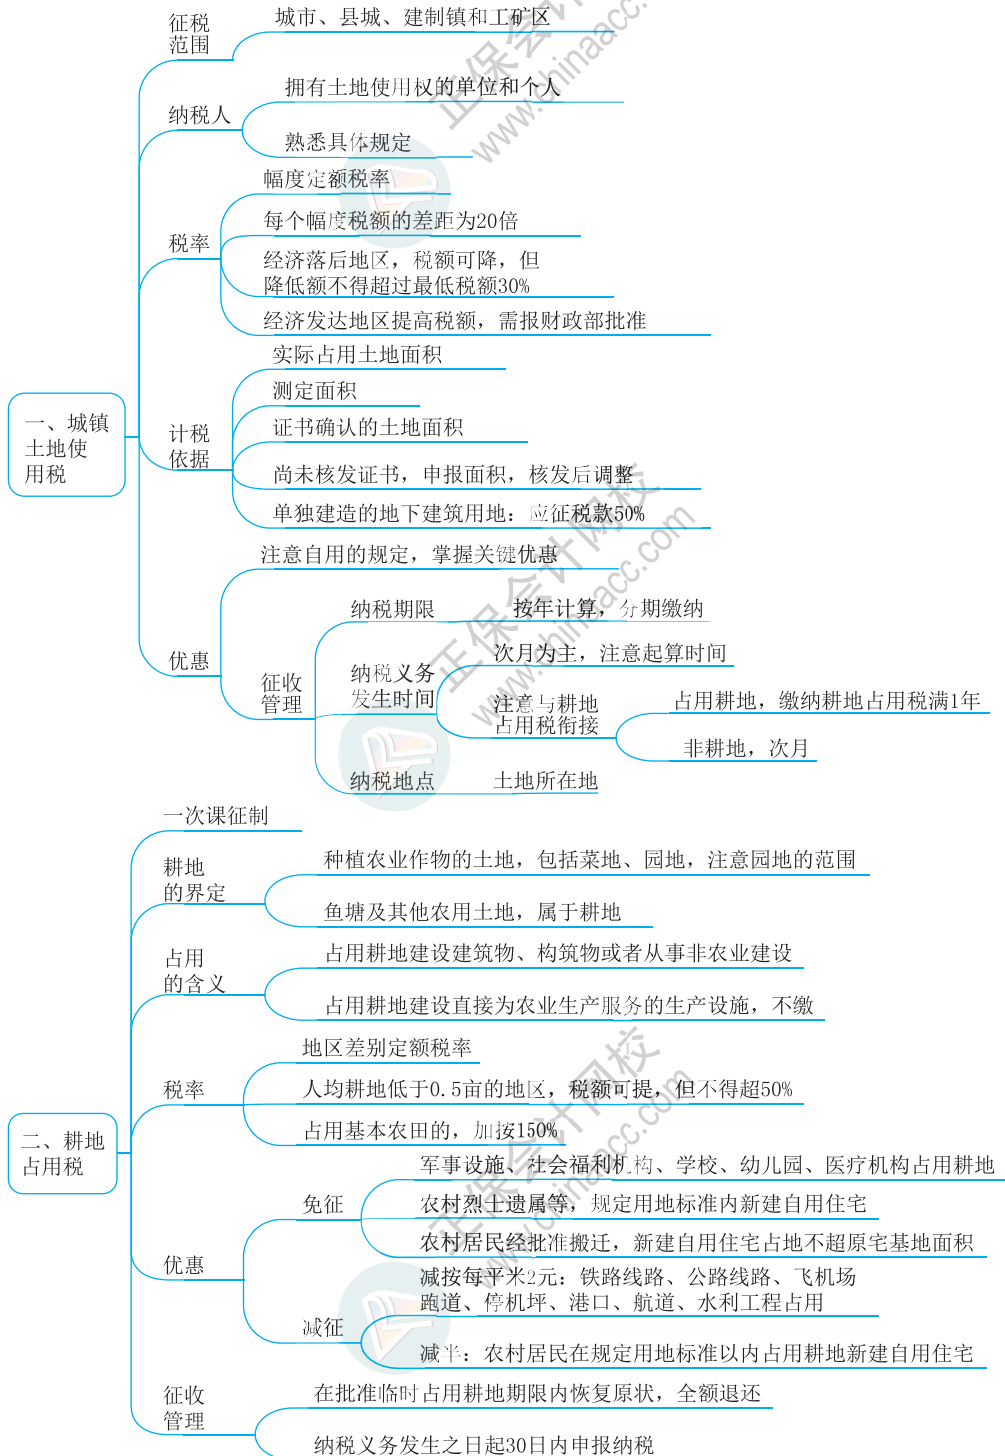 征税
范围
城市、县城、建制镇和工矿区
纳税人
拥有土地使用权的单位和个人
熟悉具体规定
税率
幅度定额税率
每个幅度税额的差距为20倍
经济落后地区，税额可降，但
降低额不得超过最低税额30%
经济发达地区提高税额，需报财政部批准
一、城镇
土地使
用税
计税
依据
实际占用土地面积
测定面积
证书确认的土地面积
尚未核发证书，申报面积，核发后调整
单独建造的地下建筑用地：应征税款50%
优惠
注意自用的规定，掌握关键优惠
征收
管理
纳税期限
按年计算，分期缴纳
纳税义务
发生时间
次月为主，注意起算时间
注意与耕地
占用税衔接
占用耕地，缴纳耕地占用税满1年
非耕地，次月
纳税地点
土地所在地
二、耕地
占用税
一次课征制
耕地
的界定
种植农业作物的土地，包括菜地、园地，注意园地的范围
鱼塘及其他农用土地，属于耕地
占用
的含义
占用耕地建设建筑物、构筑物或者从事非农业建设
占用耕地建设直接为农业生产服务的生产设施，不缴
税率
地区差别定额税率
人均耕地低于0.5亩的地区，税额可提，但不得超50%
占用基本农田的，加按150%
优惠
免征
军事设施、社会福利机构、学校、幼儿园、医疗机构占用耕地
农村烈士遗属等，规定用地标准内新建自用住宅
农村居民经批准搬迁，新建自用住宅占地不超原宅基地面积
减征
减按每平米2元：铁路线路、公路线路、飞机场
跑道、停机坪、港口、航道、水利工程占用
减半：农村居民在规定用地标准以内占用耕地新建自用住宅
征收
管理
在批准临时占用耕地期限内恢复原状，全额退还
纳税义务发生之日起30日内申报纳税
正保会计网校
www.chinaacc.com
正保会计网校
www.chinaacc.com
正保会计网校
www.chinaacc.com